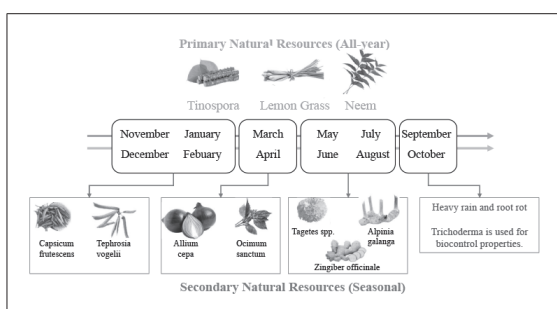 Primary Natural Resources (All-year)
Tinospora Lemon Grass Neem
November January March May July September
December Febuary April June August October
Capsicum frutescens
Tephrosia vogelii
Allium cepa
Ocimum sanctum
Tagetes spp.
Alpinia galanga
Zingiber officinale
Heavy rain and root rot
Trichoderma is used for
biocontrol properties.
Secondary Natural Resources (Seasonal)